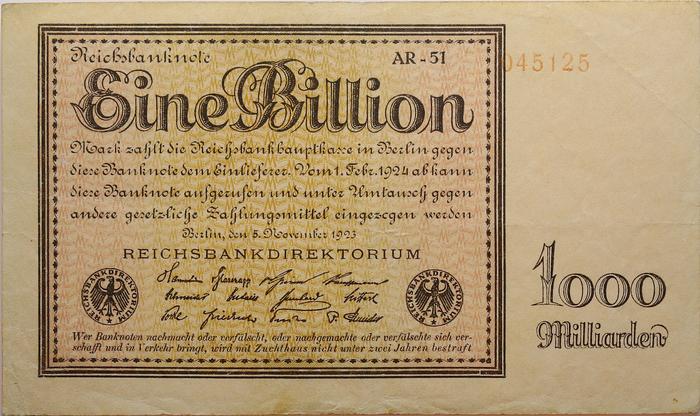 Reichsbanknote AR-51 045125
Eine Billion
Mark zahlt die Reichsbankhauptkasse in Berlin gegen
diese Banknote dem Einlieferer. Vom 1. Febr. 1924 ab kann
diese Banknote aufgerufen und unter Umtausch gegen
andere gesetzliche Zahlungsmittel eingezogen werden
Berlin, den 5. November 1923
REICHSBANKDIREKTORIUM
REICHSBANKDIREKTORIUM
REICHSBANKDIREKTORIUM
Wer Banknoten nachmacht oder verfälscht, oder nachgemachte oder verfälschte sich ver-
schafft und in Verkehr bringt, wird mit Zuchthaus nicht unter zwei Jahren bestraft
1000
Milliarden